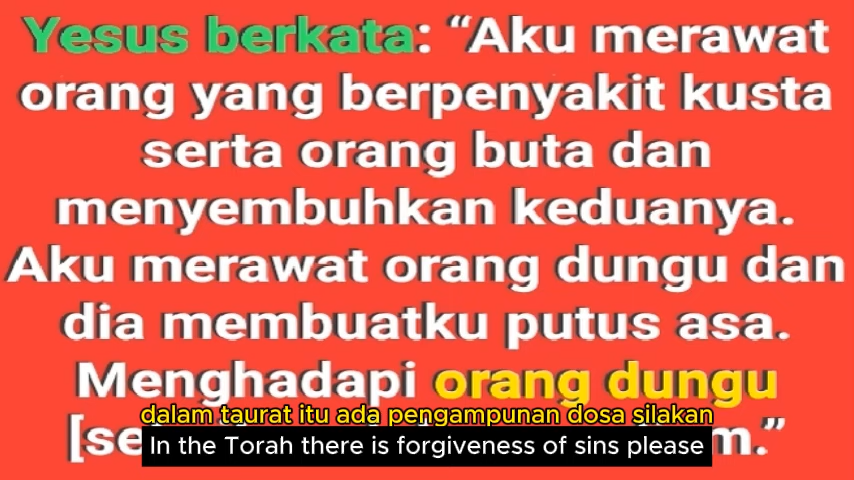 Yesus berkata: “Aku merawat
orang yang berpenyakit kusta
serta orang buta dan
menyembuhkan keduanya.
Aku merawat orang dungu dan
dia membuatku putus asa.
Menghadapi orang dungu
dalam taurat itu ada pengampunan dosa silakan
In the Torah there is forgiveness of sins please